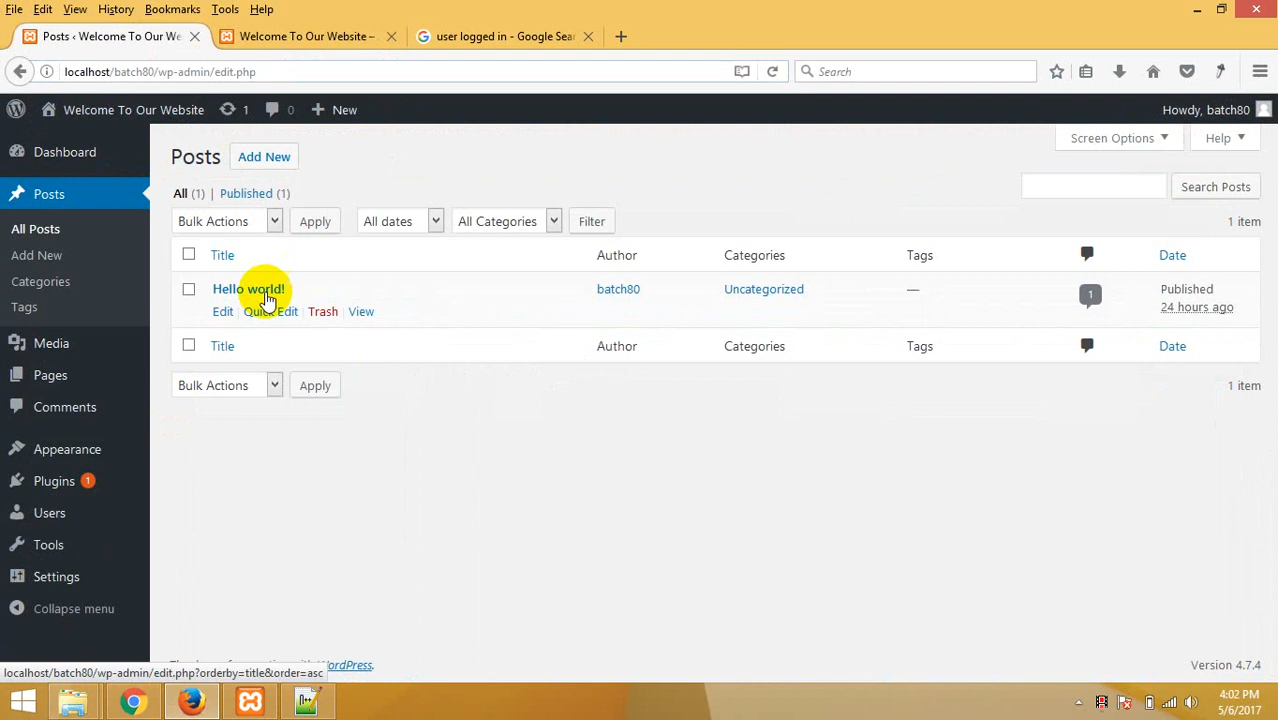 File Edit View History Bookmarks Tools Help
Posts ‹ Welcome To Our We
Welcome To Our Website –
user logged in - Google Sea
localhost/batch80/wp-admin/edit.php
Search
Welcome To Our Website 1 0 New
Howdy, batch80
Screen Options Help
Dashboard
Posts
All Posts
Add New
Categories
Tags
Media
Pages
Comments
Appearance
Plugins 1
Users
Tools
Settings
Collapse menu
Posts Add New
All (1) | Published (1)
Search Posts
Bulk Actions Apply All dates All Categories Filter 1 item
Title Author Categories Tags Date
Hello world! batch80 Uncategorized — 1 Published
Edit | Quick Edit | Trash | View 24 hours ago
Title Author Categories Tags Date
Bulk Actions Apply 1 item
WordPress. Version 4.7.4
localhost/batch80/wp-admin/edit.php?orderby=title&order=asc
4:02 PM
5/6/2017